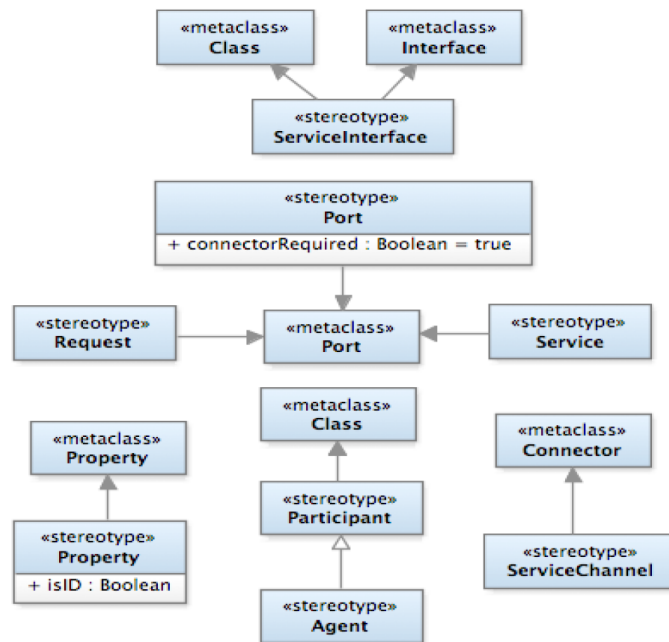 «metaclass»
Class
«metaclass»
Interface
«stereotype»
ServiceInterface
«stereotype»
Port
+ connectorRequired : Boolean = true
«stereotype»
Request
«metaclass»
Port
«stereotype»
Service
«metaclass»
Property
«metaclass»
Class
«metaclass»
Connector
«stereotype»
Property
+ isID : Boolean
«stereotype»
Participant
«stereotype»
ServiceChannel
«stereotype»
Agent